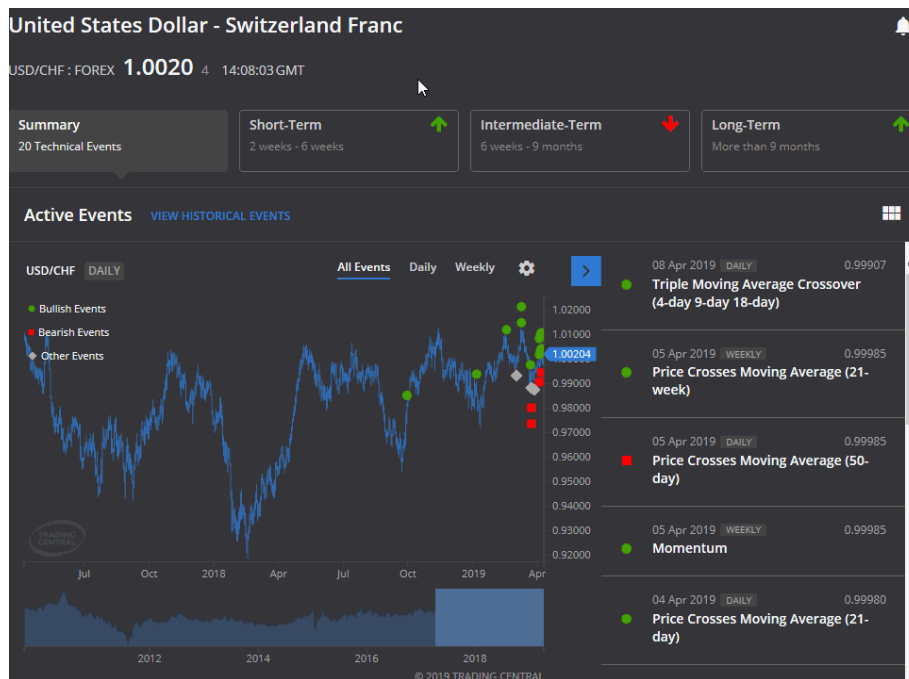 United States Dollar - Switzerland Franc
USD/CHF : FOREX 1.0020 4 14:08:03 GMT
Summary
20 Technical Events
Short-Term
2 weeks - 6 weeks
Intermediate-Term
6 weeks - 9 months
Long-Term
More than 9 months
Active Events VIEW HISTORICAL EVENTS
USD/CHF DAILY
All Events Daily Weekly
Bullish Events
Bearish Events
Other Events
1.02000
1.01000
1.00204
0.99000
0.98000
0.97000
0.96000
0.95000
0.94000
0.93000
0.92000
TRADING
CENTRAL
Jul Oct 2018 Apr Jul Oct 2019 Apr
2012 2014 2016 2018
© 2019 TRADING CENTRAL
08 Apr 2019 DAILY 0.99907
Triple Moving Average Crossover
(4-day 9-day 18-day)
05 Apr 2019 WEEKLY 0.99985
Price Crosses Moving Average (21-
week)
05 Apr 2019 DAILY 0.99985
Price Crosses Moving Average (50-
day)
05 Apr 2019 WEEKLY 0.99985
Momentum
04 Apr 2019 DAILY 0.99980
Price Crosses Moving Average (21-
day)